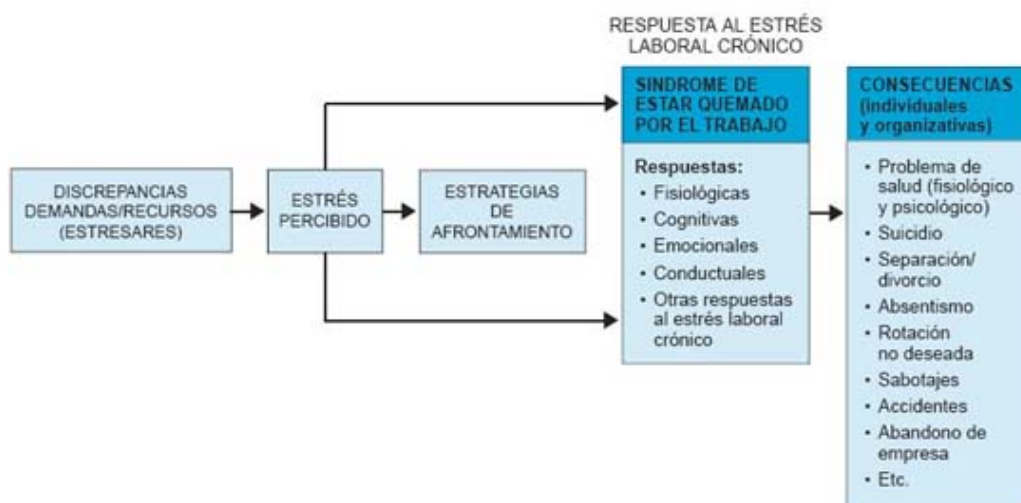 DISCREPANCIAS
DEMANDAS/RECURSOS
(ESTRESARES)
ESTRÉS
PERCIBIDO
ESTRATEGIAS
DE
AFRONTAMIENTO
RESPUESTA AL ESTRÉS
LABORAL CRÓNICO
SINDROME DE
ESTAR QUEMADO
POR EL TRABAJO
Respuestas:
• Fisiológicas
• Cognitivas
• Emocionales
• Conductuales
• Otras respuestas
al estrés laboral
crónico
CONSECUENCIAS
(individuales
y organizativas)
• Problema de
salud (fisiológico
y psicológico)
• Suicidio
• Separación/
divorcio
• Absentismo
• Rotación
no deseada
• Sabotajes
• Accidentes
• Abandono de
empresa
• Etc.